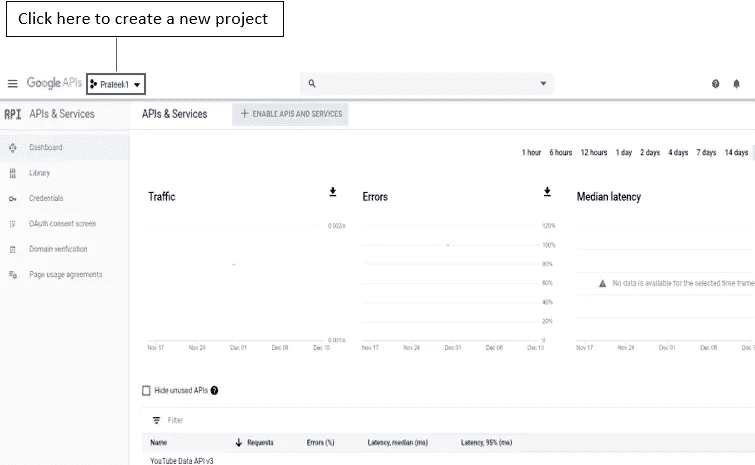 Click here to create a new project
Google APIs Prateek1
API APIs & Services
APIs & Services + ENABLE APIS AND SERVICES
Dashboard
Library
Credentials
OAuth consent screen
Domain verification
Page usage agreements
1 hour 6 hours 12 hours 1 day 2 days 4 days 7 days 14 days
Traffic
0.002/s
0.001/s
Nov 17 Nov 24 Dec 01 Dec 08 Dec 15
Errors
120%
100%
80%
60%
40%
20%
0
Nov 17 Nov 24 Dec 01 Dec 08 Dec 15
Median latency
No data is available for the selected time frame
Nov 17 Nov 24 Dec 01 Dec 08 Dec
Hide unused APIs
Filter
Name Requests Errors (%) Latency, median (ms) Latency, 95% (ms)
YouTube Data API v3